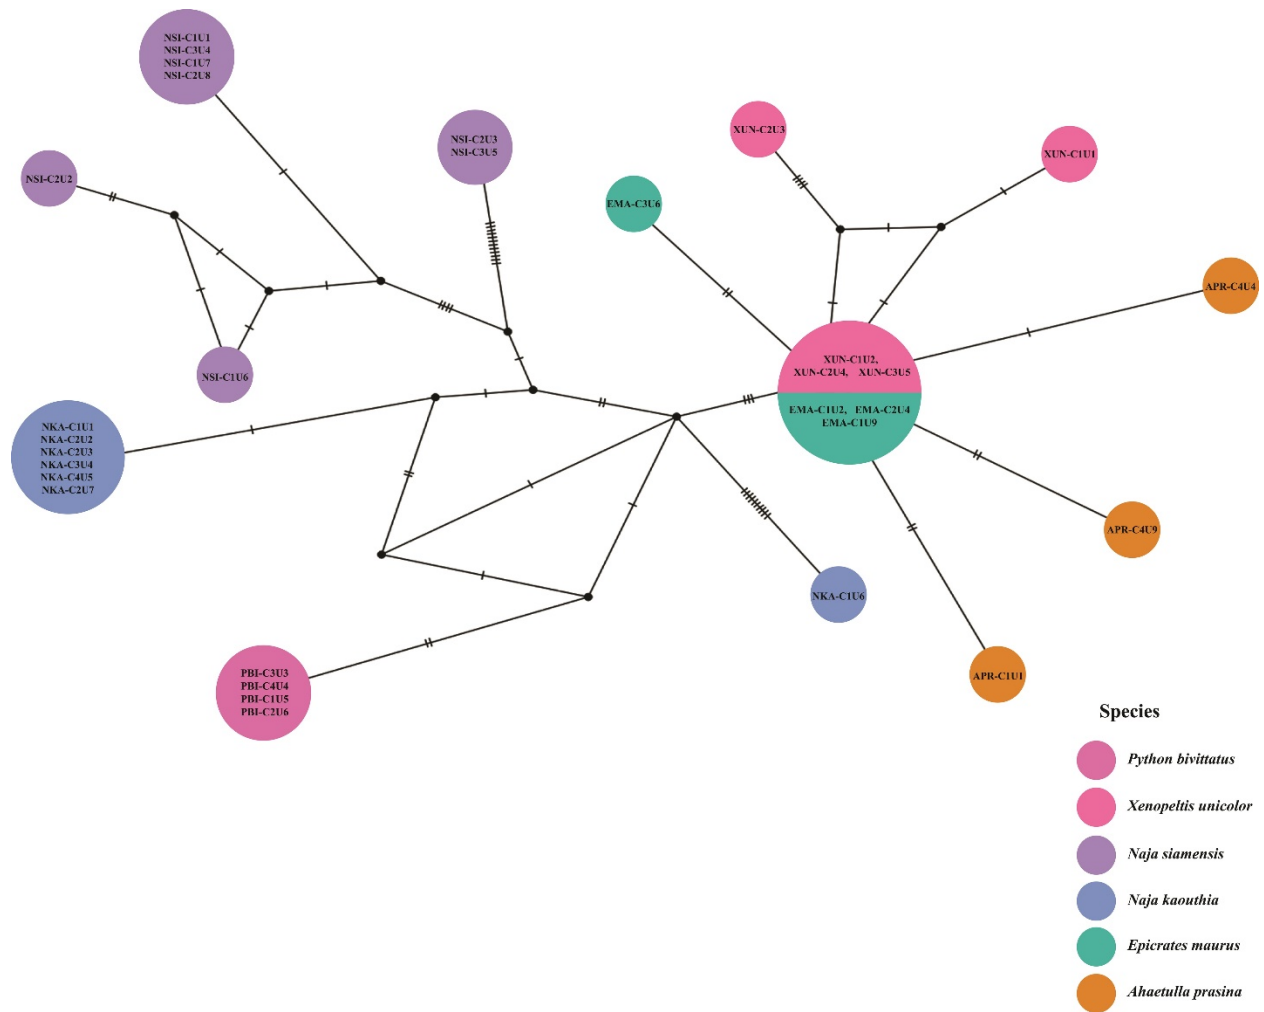 NSI-C1U1
NSI-C3U4
NSI-C1U7
NSI-C2U8
NSI-C2U3
NSI-C3U5
XUN-C2U3
XUN-C1U1
NSI-C2U2
EMA-C3U6
APR-C4U4
NSI-C1U6
XUN-C1U2,
XUN-C2U4, XUN-C3U5
EMA-C1U2, EMA-C2U4
EMA-C1U9
NKA-C1U1
NKA-C2U2
NKA-C2U3
NKA-C3U4
NKA-C4U5
NKA-C2U7
APR-C4U9
NKA-C1U6
PBI-C3U3
PBI-C4U4
PBI-C1U5
PBI-C2U6
APR-C1U1
Species
Python bivittatus
Xenopeltis unicolor
Naja siamensis
Naja kaouthia
Epicrates maurus
Ahaetulla prasina